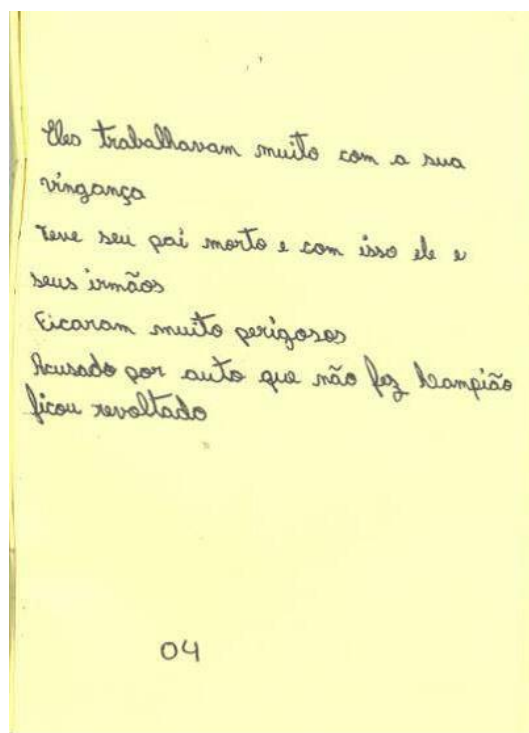 Eles trabalhavam muito com a sua
vingança
Teve seu pai morto e com isso ele e
seus irmãos
Ficaram muito perigosos
Acusado por auto que não fez Lampião
ficou revoltado
04